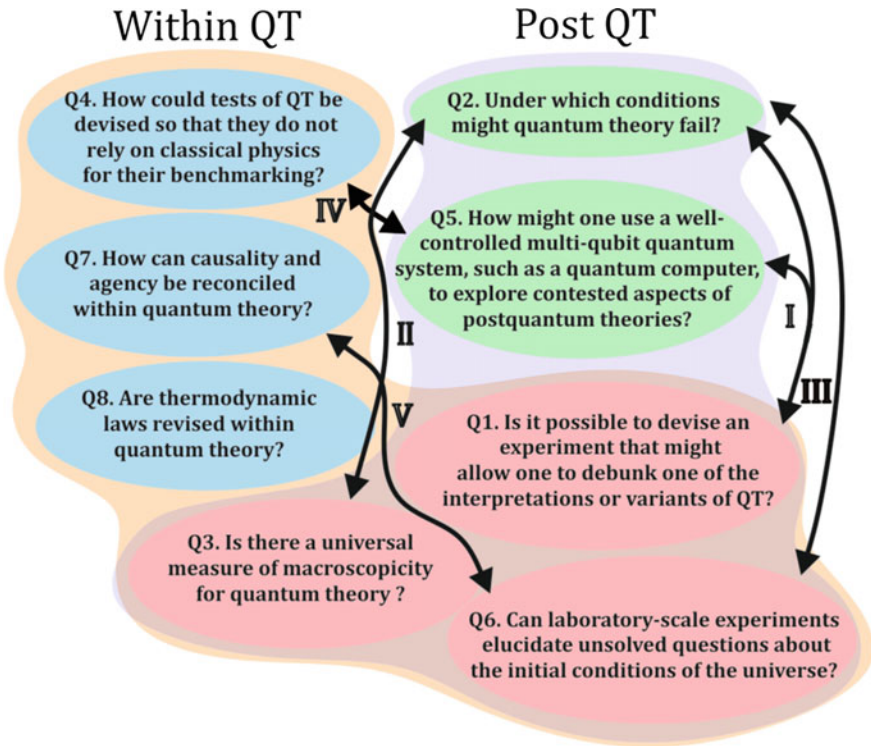 Within QT
Post QT
Q4. How could tests of QT be
devised so that they do not
rely on classical physics
for their benchmarking?
Q2. Under which conditions
might quantum theory fail?
IV
Q7. How can causality and
agency be reconciled
within quantum theory?
Q5. How might one use a well-
controlled multi-qubit quantum
system, such as a quantum computer,
to explore contested aspects of
postquantum theories?
I
II
III
V
Q8. Are thermodynamic
laws revised within
quantum theory?
Q1. Is it possible to devise an
experiment that might
allow one to debunk one of the
interpretations or variants of QT?
Q3. Is there a universal
measure of macroscopicity
for quantum theory ?
Q6. Can laboratory-scale experiments
elucidate unsolved questions about
the initial conditions of the universe?